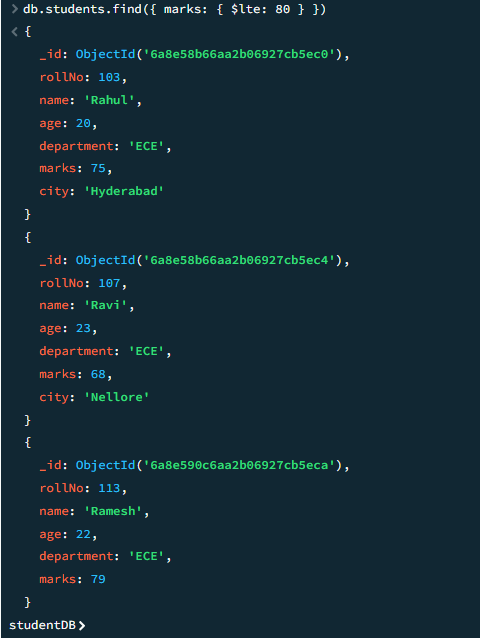 > db.students.find({ marks: { $lte: 80 } })
< {
_id: ObjectId('6a8e58b66aa2b06927cb5ec0'),
rollNo: 103,
name: 'Rahul',
age: 20,
department: 'ECE',
marks: 75,
city: 'Hyderabad'
}
{
_id: ObjectId('6a8e58b66aa2b06927cb5ec4'),
rollNo: 107,
name: 'Ravi',
age: 23,
department: 'ECE',
marks: 68,
city: 'Nellore'
}
{
_id: ObjectId('6a8e590c6aa2b06927cb5eca'),
rollNo: 113,
name: 'Ramesh',
age: 22,
department: 'ECE',
marks: 79
}
studentDB>